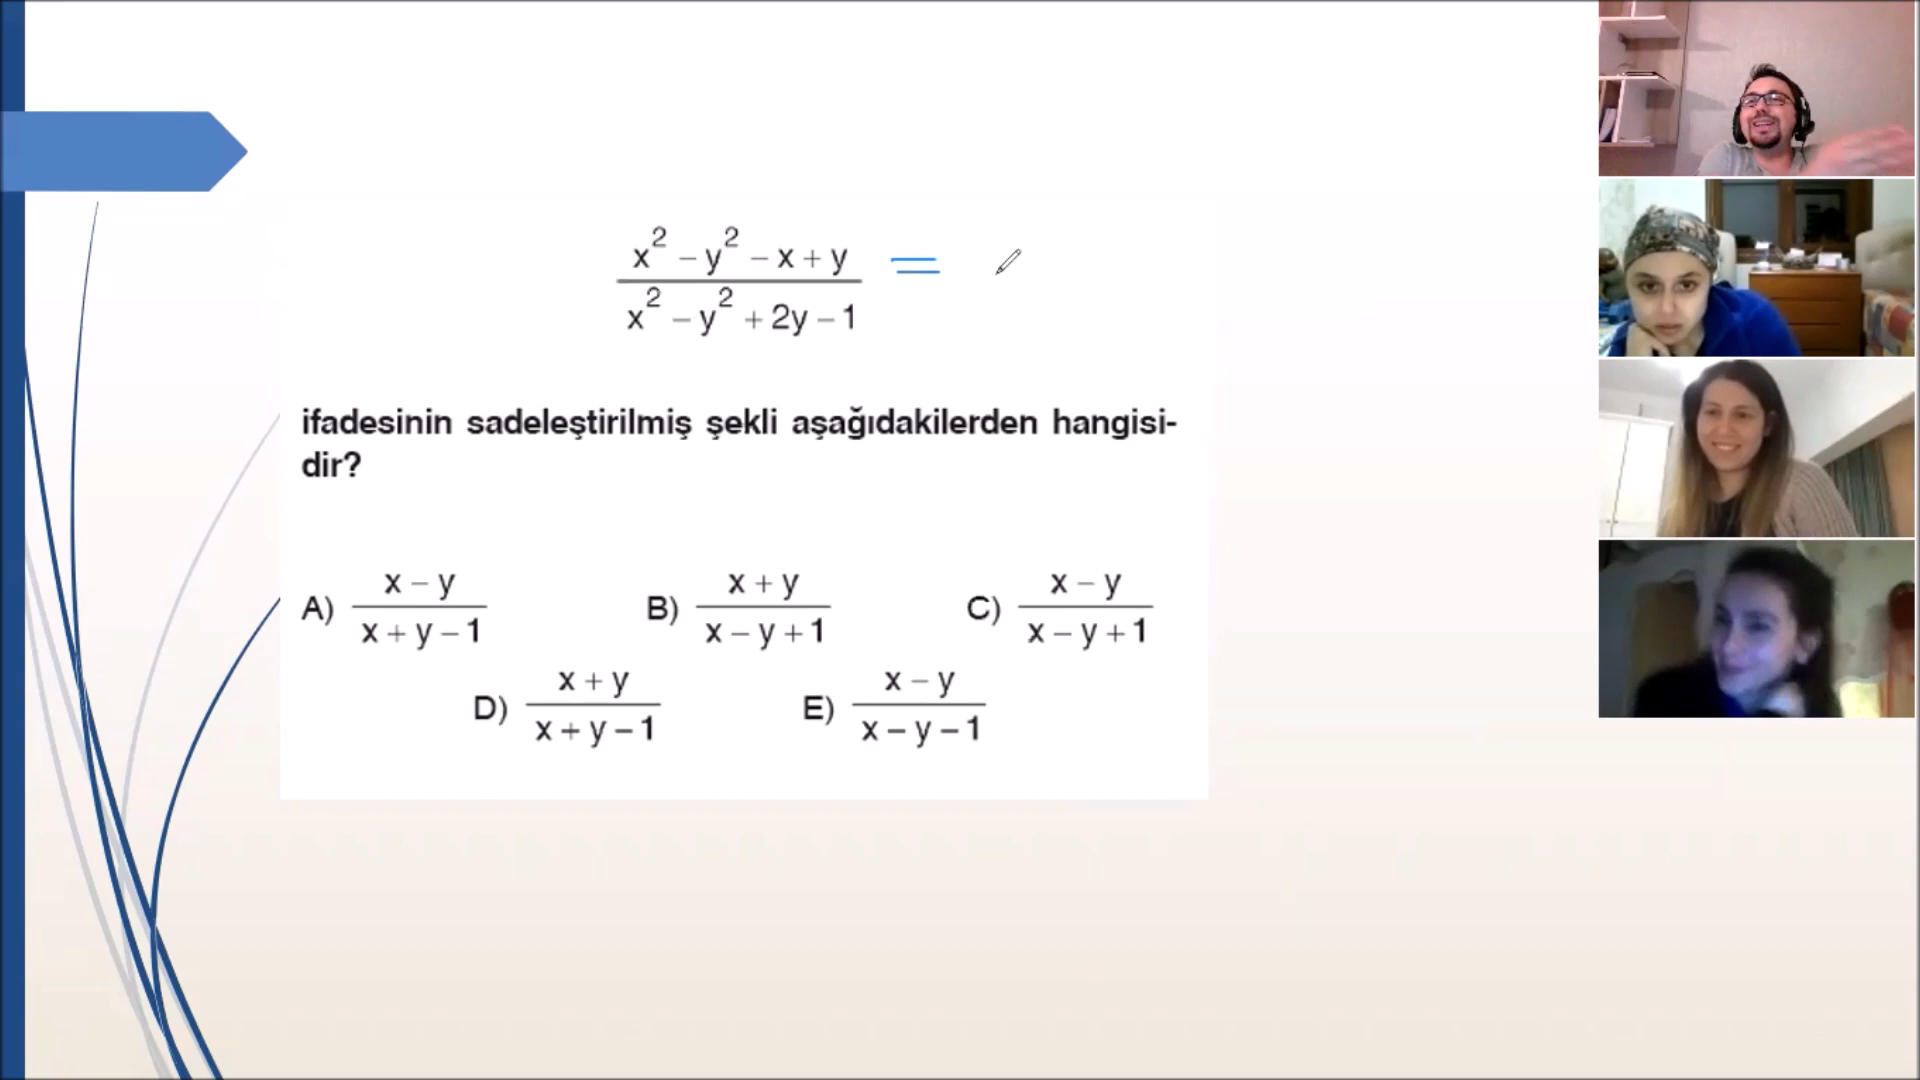 x² − y² − x + y =
x² − y² + 2y − 1
ifadesinin sadeleştirilmiş şekli aşağıdakilerden hangisi-
dir?
A) x − y / x + y − 1 B) x + y / x − y + 1 C) x − y / x − y + 1
D) x + y / x + y − 1 E) x − y / x − y − 1